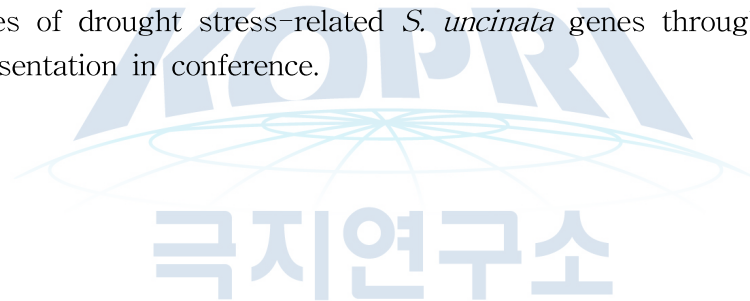 es of drought stress-related S. uncinata genes throug
sentation in conference.
KOPRI
극지연구소